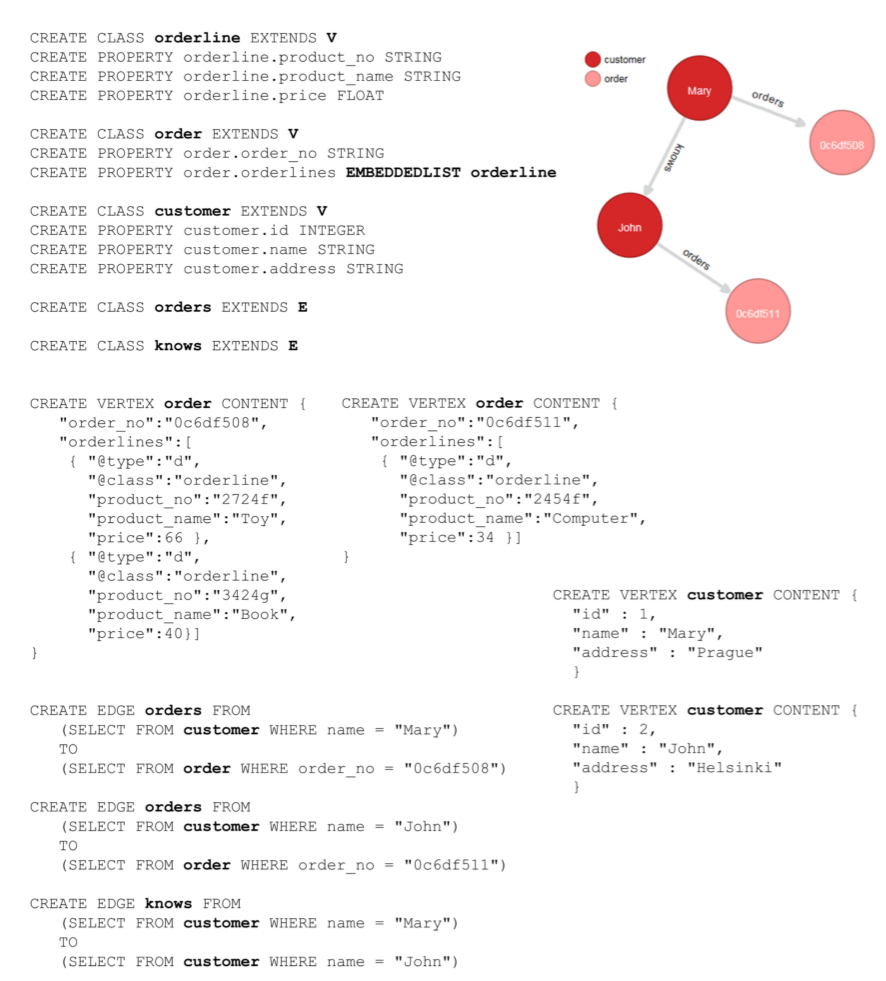 CREATE CLASS orderline EXTENDS V
CREATE PROPERTY orderline.product_no STRING
CREATE PROPERTY orderline.product_name STRING
CREATE PROPERTY orderline.price FLOAT
CREATE CLASS order EXTENDS V
CREATE PROPERTY order.order_no STRING
CREATE PROPERTY order.orderlines EMBEDDEDLIST orderline
CREATE CLASS customer EXTENDS V
CREATE PROPERTY customer.id INTEGER
CREATE PROPERTY customer.name STRING
CREATE PROPERTY customer.address STRING
CREATE CLASS orders EXTENDS E
CREATE CLASS knows EXTENDS E
customer
order
Mary
orders
0c6df508
knows
John
orders
0c6df511
CREATE VERTEX order CONTENT {
"order_no":"0c6df508",
"orderlines":[
{ "@type":"d",
"@class":"orderline",
"product_no":"2724f",
"product_name":"Toy",
"price":66 },
{ "@type":"d",
"@class":"orderline",
"product_no":"3424g",
"product_name":"Book",
"price":40}]
}
CREATE VERTEX order CONTENT {
"order_no":"0c6df511",
"orderlines":[
{ "@type":"d",
"@class":"orderline",
"product_no":"2454f",
"product_name":"Computer",
"price":34 }]
}
CREATE VERTEX customer CONTENT {
"id" : 1,
"name" : "Mary",
"address" : "Prague"
}
CREATE VERTEX customer CONTENT {
"id" : 2,
"name" : "John",
"address" : "Helsinki"
}
CREATE EDGE orders FROM
(SELECT FROM customer WHERE name = "Mary")
TO
(SELECT FROM order WHERE order_no = "0c6df508")
CREATE EDGE orders FROM
(SELECT FROM customer WHERE name = "John")
TO
(SELECT FROM order WHERE order_no = "0c6df511")
CREATE EDGE knows FROM
(SELECT FROM customer WHERE name = "Mary")
TO
(SELECT FROM customer WHERE name = "John")